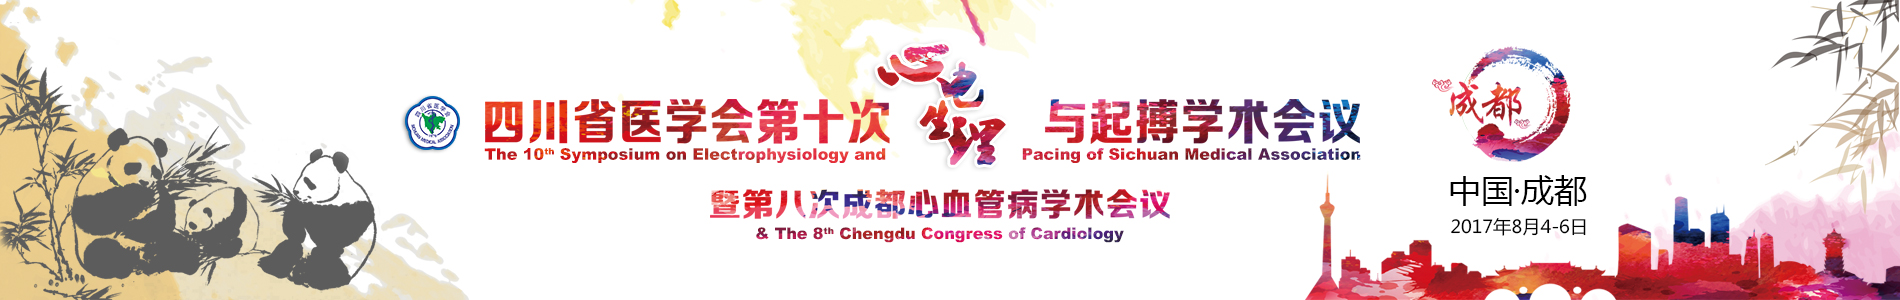 四川省医学会第十次心电生理与起搏学术会议
The 10th Symposium on Electrophysiology and Pacing of Sichuan Medical Association
暨第八次成都心血管病学术会议
& The 8th Chengdu Congress of Cardiology
成都
中国·成都
2017年8月4-6日